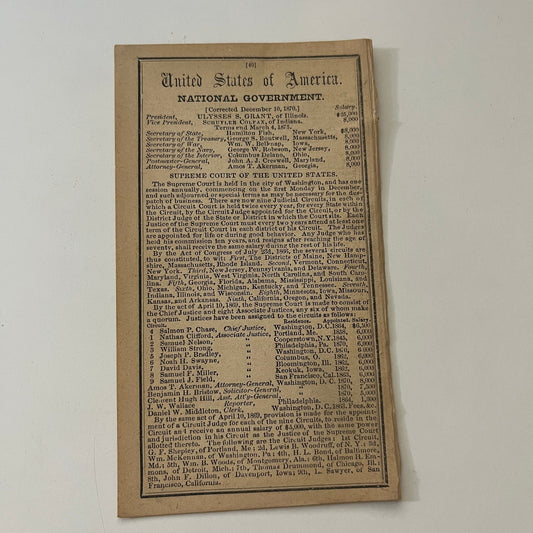 [40]
United States of America.
NATIONAL GOVERNMENT.
[Corrected December 10, 1870.] Salary.
President, ULYSSES S. GRANT, of Illinois. $25,000
Vice President, SCHUYLER COLFAX, of Indiana. 8,000
Terms end March 4, 1873.
Secretary of State, Hamilton Fish, New York, $8,000
Secretary of the Treasury, George S. Boutwell, Massachusetts, 8,000
Secretary of War, Wm. W. Belknap, Iowa, 8,000
Secretary of the Navy, George W. Robeson, New Jersey, 8,000
Secretary of the Interior, Columbus Delano, Ohio, 8,000
Postmaster-General, John A. J. Creswell, Maryland, 8,000
Attorney-General, Amos T. Akerman, Georgia, 8,000
SUPREME COURT OF THE UNITED STATES.
The Supreme Court is held in the city of Washington, and has one
session annually, commencing on the first Monday in December,
and such adjourned or special terms as may be necessary for the des-
patch of business. There are now nine Judicial Circuits, in each of
which a Circuit Court is held twice every year, for every State within
the Circuit, by the Circuit Judge appointed for the Circuit, or by the
District Judge of the State or District in which the Court sits. Each
Justice of the Supreme Court must every two years attend at least one
term of the Circuit Court in each district of his Circuit. The Judges
are appointed for life or during good behavior. Any Judge who has
held his commission ten years, and resigns after reaching the age of
seventy, shall receive the same salary during the rest of his life.
By the Act of Congress of July 23d, 1866, the several circuits are
thus constituted, to wit: First, The Districts of Maine, New Hamp-
shire, Massachusetts, Rhode Island. Second, Vermont, Connecticut,
New York. Third, New Jersey, Pennsylvania, and Delaware. Fourth,
Maryland, Virginia, West Virginia, North Carolina, and South Caro-
lina. Fifth, Georgia, Florida, Alabama, Mississippi, Louisiana, and
Texas. Sixth, Ohio, Michigan, Kentucky, and Tennessee. Seventh,
Indiana, Illinois, and Wisconsin. Eighth, Minnesota, Iowa, Missouri,
Kansas, and Arkansas. Ninth, California, Oregon, and Nevada.
By the act of April 10, 1869, the Supreme Court is made to consist of
the Chief Justice and eight Associate Justices, any six of whom make
a quorum. Justices have been assigned to the circuits as follows:
Circuit. Residence. Appointed. Salary.
4 Salmon P. Chase, Chief Justice, Washington, D.C. 1864, $6,500
1 Nathan Clifford, Associate Justice, Portland, Me. 1858, 6,000
2 Samuel Nelson, " Cooperstown, N.Y. 1845, 6,000
3 William Strong, " Philadelphia, Pa. 1870, 6,000
5 Joseph P. Bradley, " Washington, D.C. 1870, 6,000
6 Noah H. Swayne, " Columbus, O. 1862, 6,000
7 David Davis, " Bloomington, Ill. 1862, 6,000
8 Samuel F. Miller, " Keokuk, Iowa, 1862, 6,000
9 Samuel J. Field, " San Francisco, Cal. 1863, 6,000
Amos T. Akerman, Attorney-General, Washington, D. C. 1870, 8,000
Benjamin H. Bristow, Solicitor-General, " 1870, 7,500
Clement Hugh Hill, Ass. Att'y-Genl. " 1870, 5,000
J. W. Wallace Reporter, Philadelphia, 1864, 1,300
Daniel W. Middleton, Clerk, Washington, D.C. 1863, Fees, &c.
By the same act of April 10, 1869, provision is made for the appoint-
ment of a Circuit Judge for each of the nine Circuits, to reside in the
Circuit and receive an annual salary of $5,000, with the same power
and jurisdiction in his Circuit as the Justice of the Supreme Court
allotted thereto. The following are the Circuit Judges: 1st Circuit,
G. F. Shepley, of Portland, Me; 2d, Lewis B. Woodruff, of N. Y.; 3d,
Wm. McKennan, of Washington, Pa; 4th, H. L. Bond, of Baltimore,
Md.; 5th, Wm. B. Woods, of Montgomery, Ala.; 6th, Halmon H. Em-
mons, of Detroit, Mich.; 7th, Thomas Drummond, of Chicago, Ill.;
8th, John F. Dillon, of Davenport, Iowa; 9th, L. Sawyer, of San
Francisco, California.